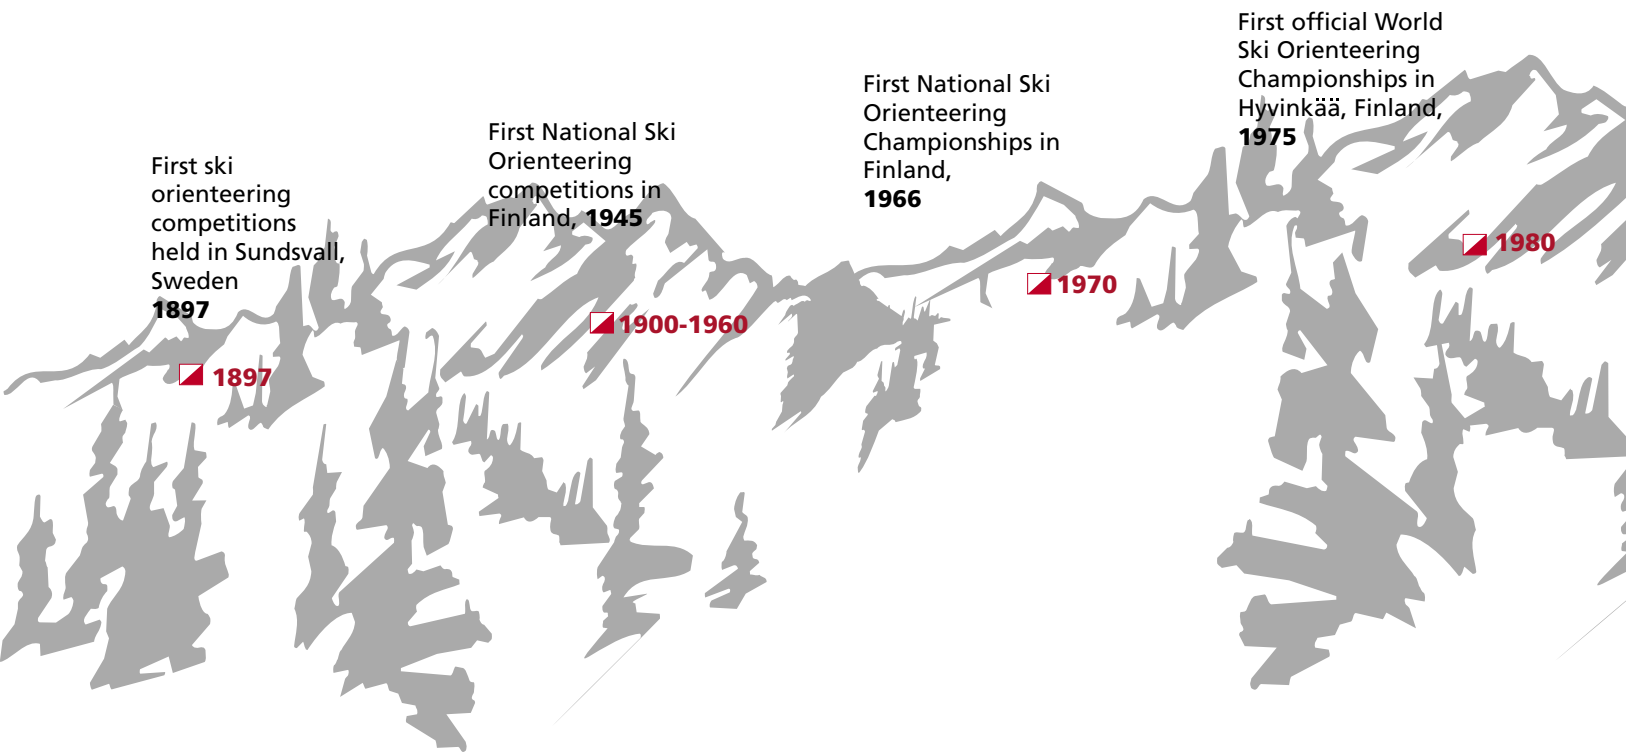 First ski
orienteering
competitions
held in Sundsvall,
Sweden
1897
1897
First National Ski
Orienteering
competitions in
Finland, 1945
1900-1960
First National Ski
Orienteering
Championships in
Finland,
1966
1970
First official World
Ski Orienteering
Championships in
Hyvinkää, Finland,
1975
1980